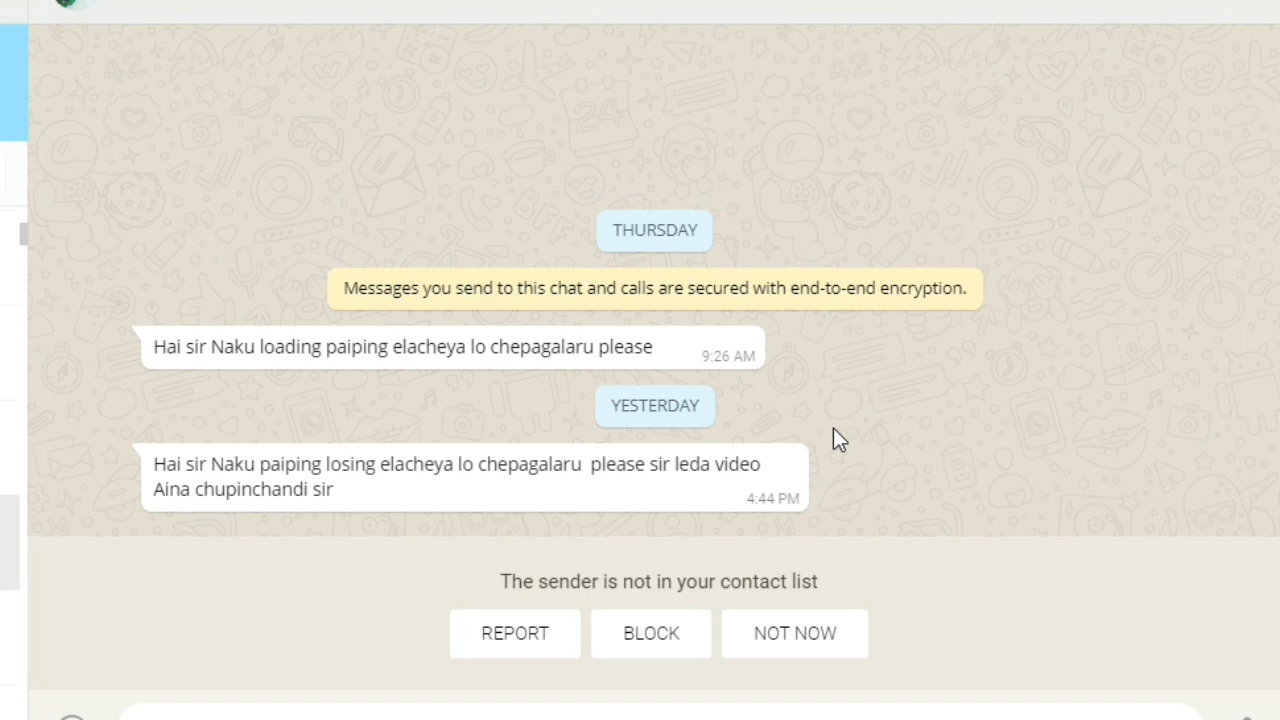 THURSDAY
Messages you send to this chat and calls are secured with end-to-end encryption.
Hai sir Naku loading paiping elacheya lo chepagalaru please
9:26 AM
YESTERDAY
Hai sir Naku paiping losing elacheya lo chepagalaru  please sir leda video
Aina chupinchandi sir
4:44 PM
The sender is not in your contact list
REPORT
BLOCK
NOT NOW